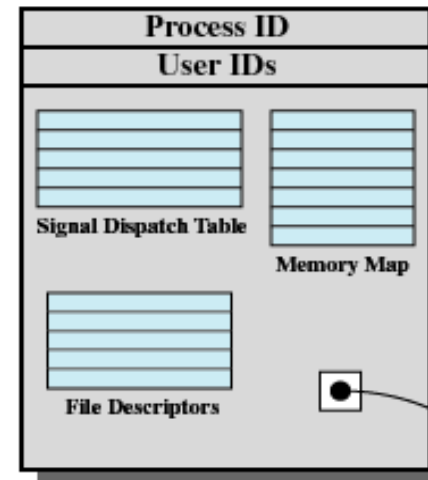 Process ID
User IDs
Signal Dispatch Table
Memory Map
File Descriptors